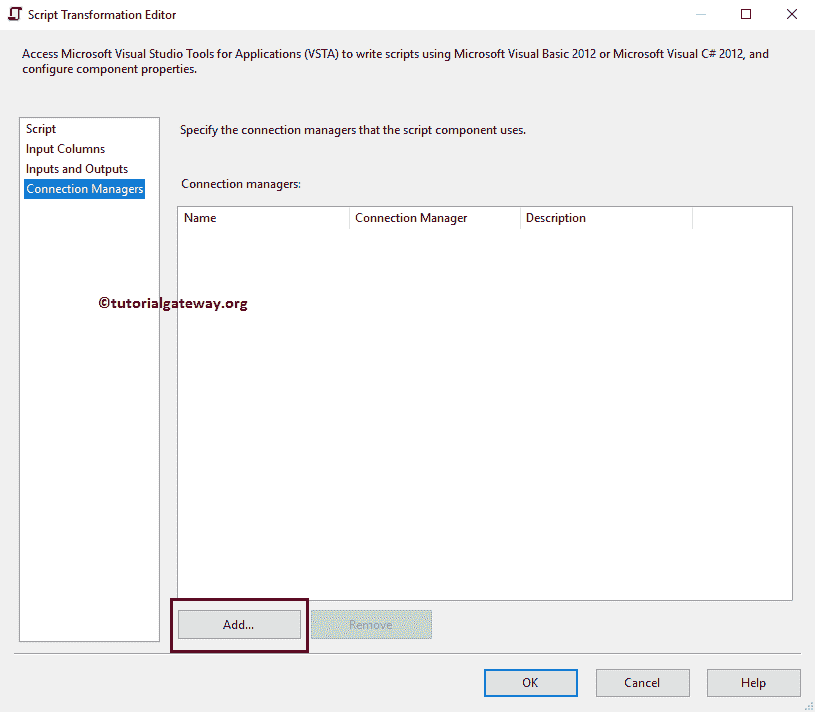 Script Transformation Editor
Access Microsoft Visual Studio Tools for Applications (VSTA) to write scripts using Microsoft Visual Basic 2012 or Microsoft Visual C# 2012, and
configure component properties.
Script
Input Columns
Inputs and Outputs
Connection Managers
Specify the connection managers that the script component uses.
Connection managers:
Name Connection Manager Description
©tutorialgateway.org
Add... Remove
OK Cancel Help